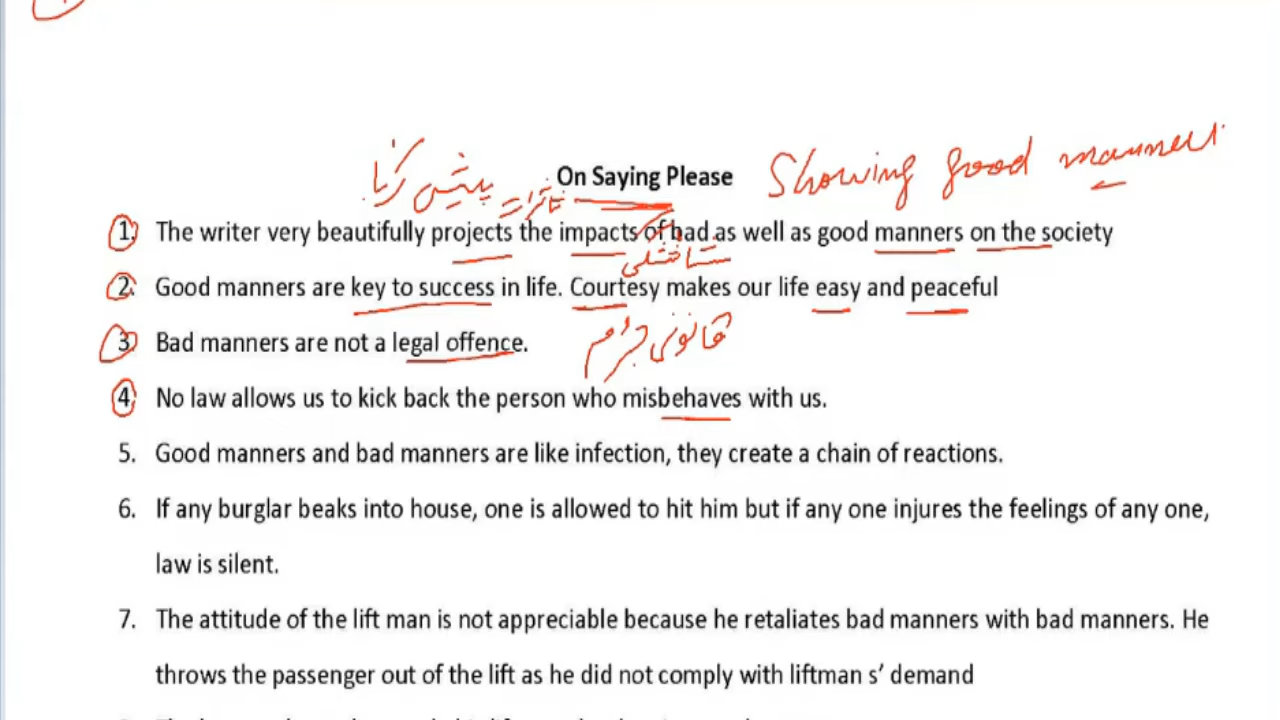 پیش کرنا
تاثرات
On Saying Please
Showing good manners
1. The writer very beautifully projects the impacts of bad as well as good manners on the society
شائستگی
2. Good manners are key to success in life. Courtesy makes our life easy and peaceful
3. Bad manners are not a legal offence.
قانونی جرم
4. No law allows us to kick back the person who misbehaves with us.
5. Good manners and bad manners are like infection, they create a chain of reactions.
6. If any burglar beaks into house, one is allowed to hit him but if any one injures the feelings of any one,
law is silent.
7. The attitude of the lift man is not appreciable because he retaliates bad manners with bad manners. He
throws the passenger out of the lift as he did not comply with liftman s’ demand